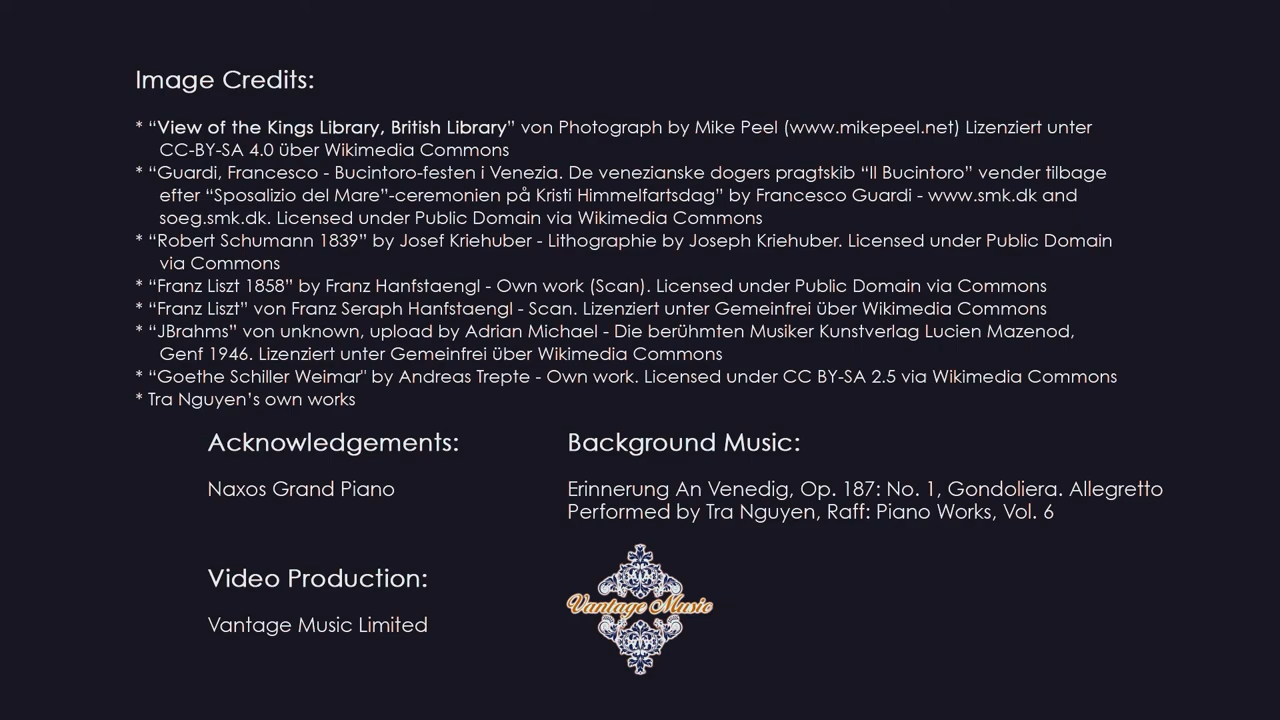 Image Credits:
* “View of the Kings Library, British Library” von Photograph by Mike Peel (www.mikepeel.net) Lizenziert unter
CC-BY-SA 4.0 über Wikimedia Commons
* “Guardi, Francesco - Bucintoro-festen i Venezia. De venezianske dogers pragtskib “Il Bucintoro” vender tilbage
efter “Sposalizio del Mare”-ceremonien på Kristi Himmelfartsdag” by Francesco Guardi - www.smk.dk and
soeg.smk.dk. Licensed under Public Domain via Wikimedia Commons
* “Robert Schumann 1839” by Josef Kriehuber - Lithographie by Joseph Kriehuber. Licensed under Public Domain
via Commons
* “Franz Liszt 1858” by Franz Hanfstaengl - Own work (Scan). Licensed under Public Domain via Commons
* “Franz Liszt” von Franz Seraph Hanfstaengl - Scan. Lizenziert unter Gemeinfrei über Wikimedia Commons
* “JBrahms” von unknown, upload by Adrian Michael - Die berühmten Musiker Kunstverlag Lucien Mazenod,
Genf 1946. Lizenziert unter Gemeinfrei über Wikimedia Commons
* “Goethe Schiller Weimar" by Andreas Trepte - Own work. Licensed under CC BY-SA 2.5 via Wikimedia Commons
* Tra Nguyen’s own works
Acknowledgements:
Naxos Grand Piano
Background Music:
Erinnerung An Venedig, Op. 187: No. 1, Gondoliera. Allegretto
Performed by Tra Nguyen, Raff: Piano Works, Vol. 6
Video Production:
Vantage Music Limited
Vantage Music